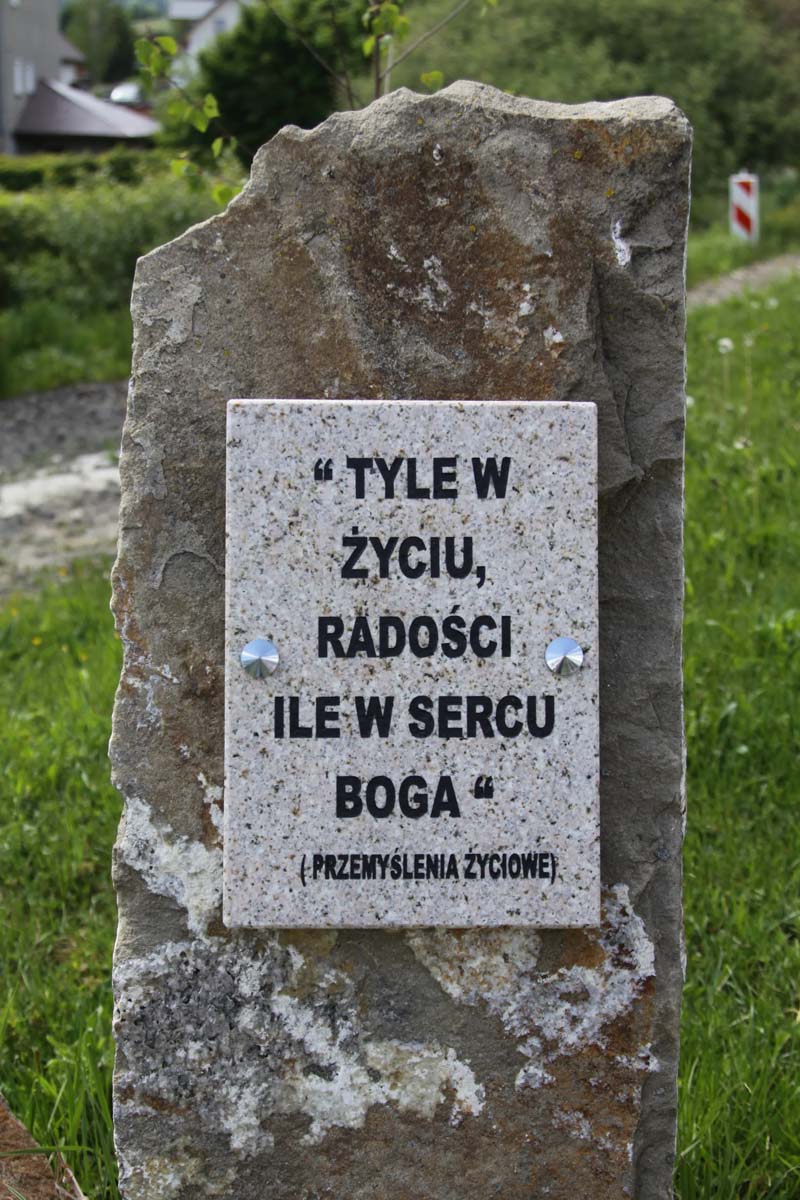 “ TYLE W
ŻYCIU,
RADOŚCI
ILE W SERCU
BOGA “
( PRZEMYŚLENIA ŻYCIOWE)